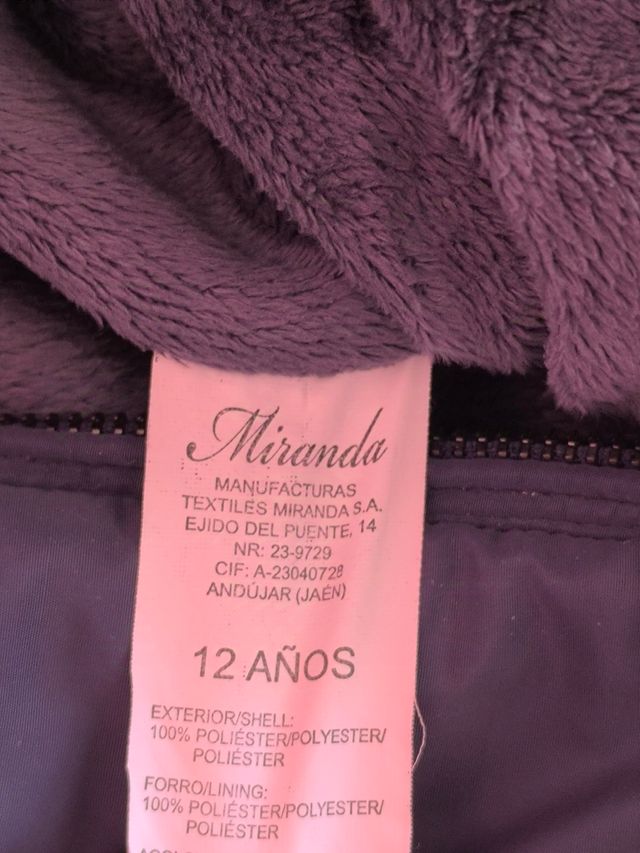 Miranda
MANUFACTURAS
TEXTILES MIRANDA S.A.
EJIDO DEL PUENTE, 14
NR: 23-9729
CIF: A-23040728
ANDÚJAR (JAÉN)
12 AÑOS
EXTERIOR/SHELL:
100% POLIÉSTER/POLYESTER/
POLIÉSTER
FORRO/LINING:
100% POLIÉSTER/POLYESTER/
POLIÉSTER